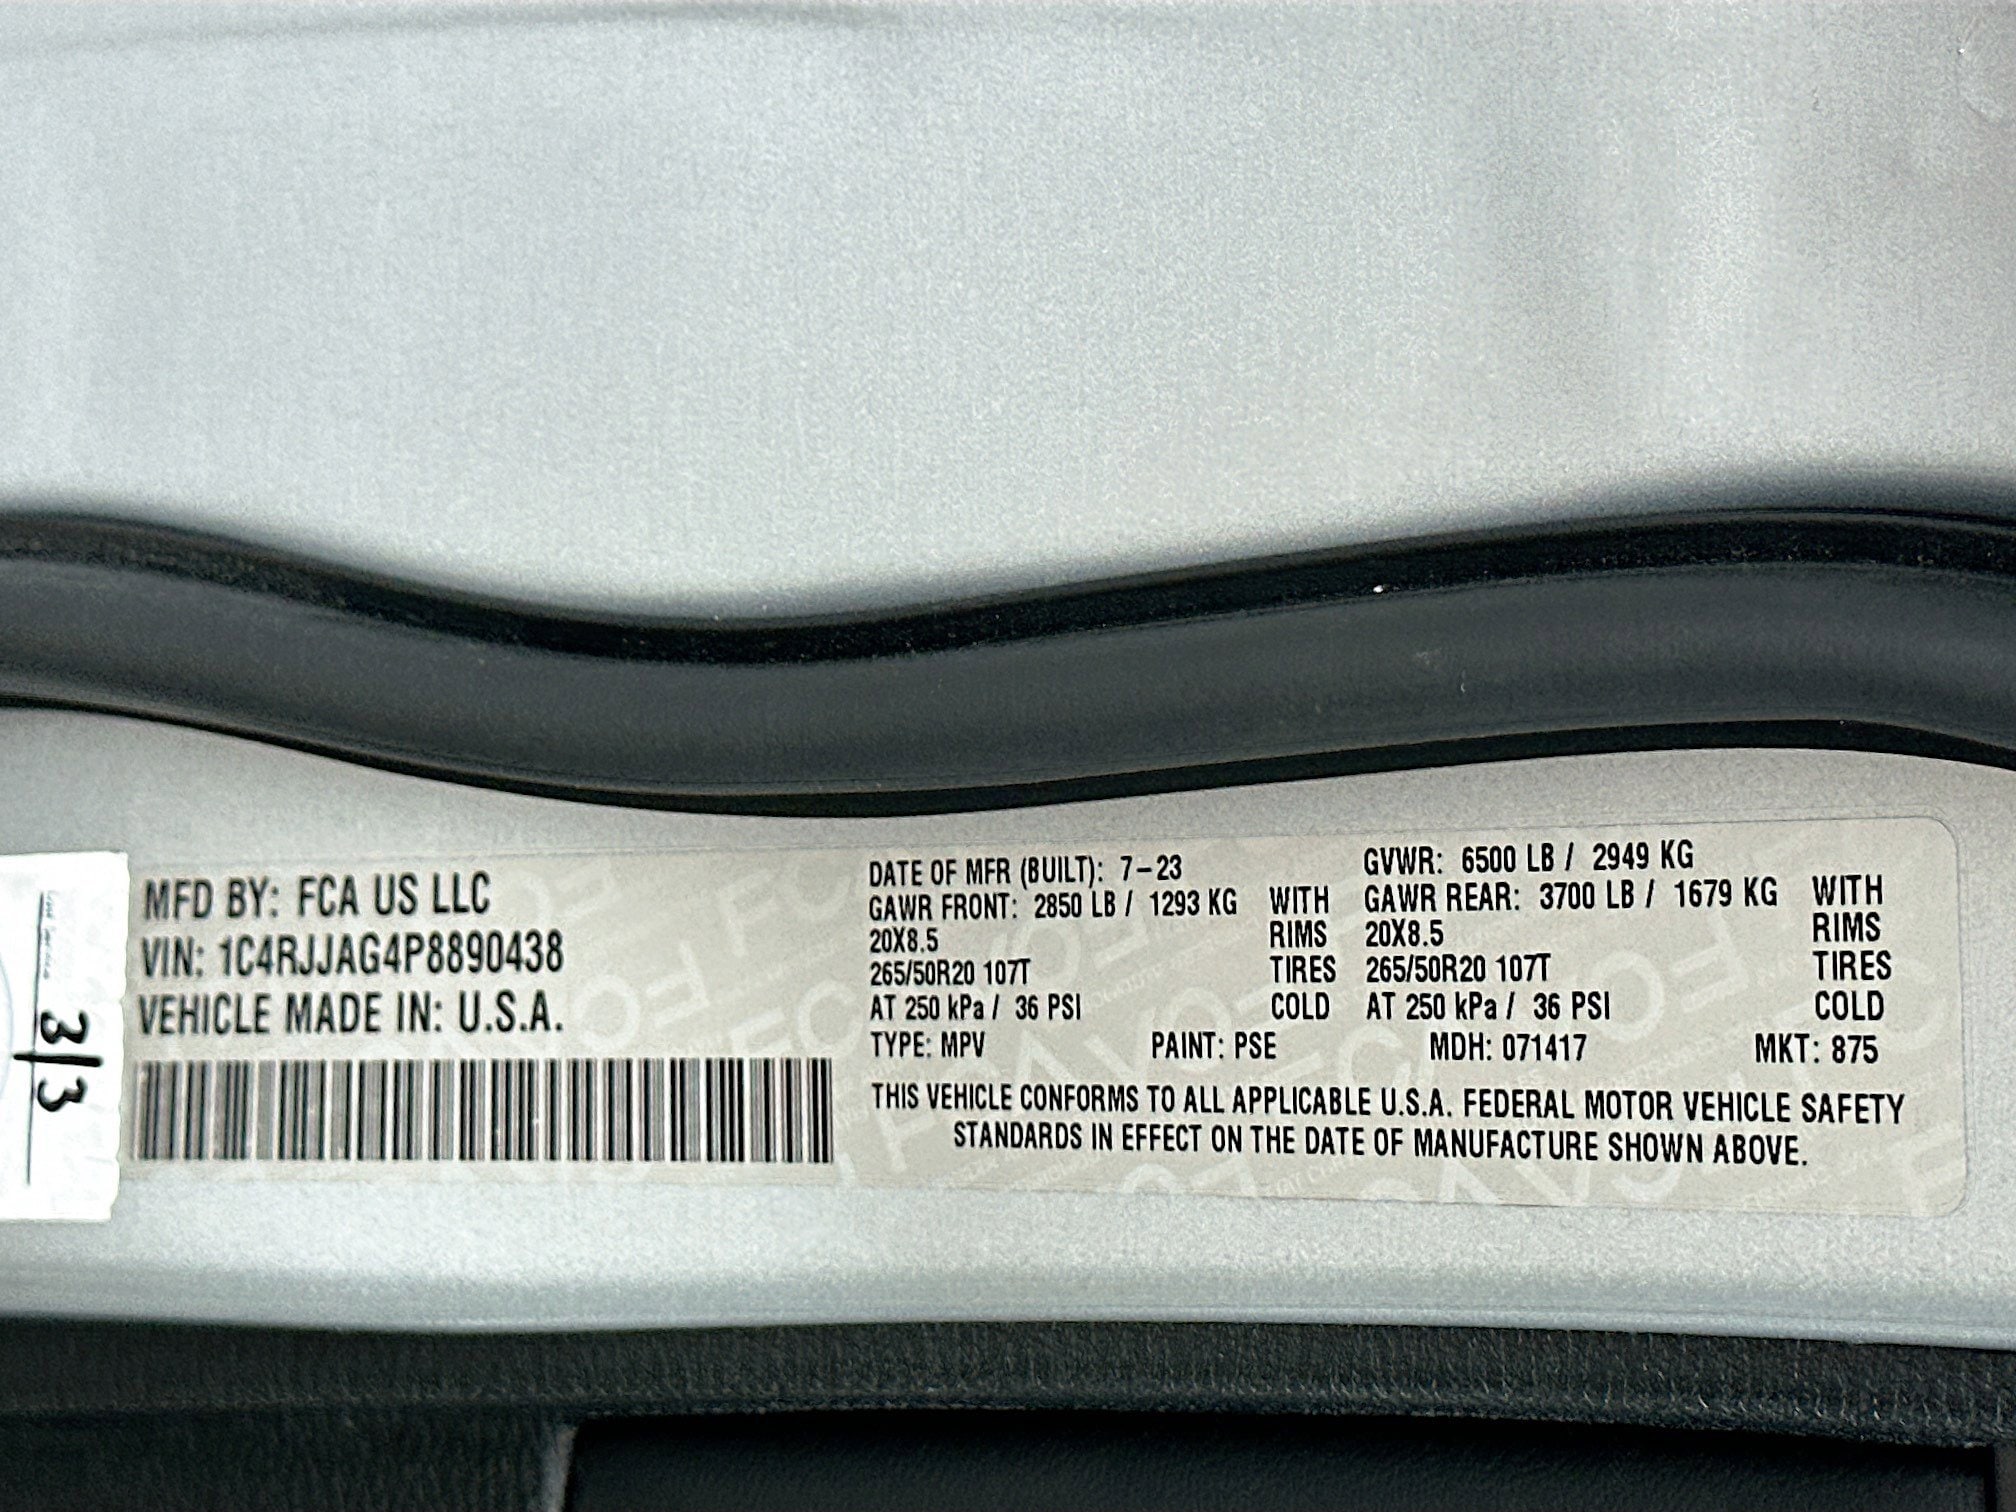 MFD BY: FCA US LLC
VIN: 1C4RJJAG4P8890438
VEHICLE MADE IN: U.S.A.
DATE OF MFR (BUILT): 7-23 GVWR: 6500 LB / 2949 KG
GAWR FRONT: 2850 LB / 1293 KG WITH GAWR REAR: 3700 LB / 1679 KG WITH
20X8.5 RIMS 20X8.5 RIMS
265/50R20 107T TIRES 265/50R20 107T TIRES
AT 250 kPa / 36 PSI COLD AT 250 kPa / 36 PSI COLD
TYPE: MPV PAINT: PSE MDH: 071417 MKT: 875
THIS VEHICLE CONFORMS TO ALL APPLICABLE U.S.A. FEDERAL MOTOR VEHICLE SAFETY
STANDARDS IN EFFECT ON THE DATE OF MANUFACTURE SHOWN ABOVE.
3/3